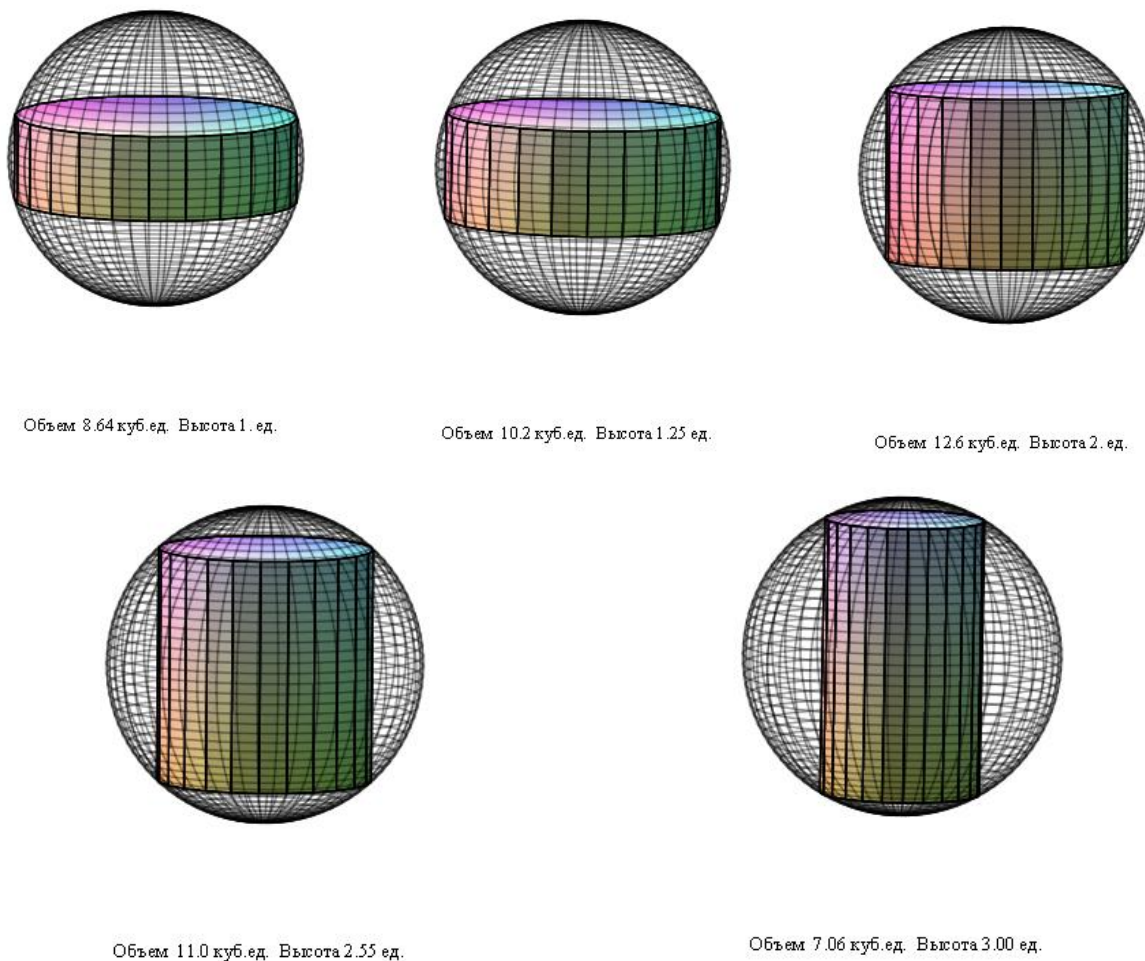 Объем 8.64 куб.ед. Высота 1. ед.
Объем 10.2 куб.ед. Высота 1.25 ед.
Объем 12.6 куб.ед. Высота 2. ед.
Объем 11.0 куб.ед. Высота 2.55 ед.
Объем 7.06 куб.ед. Высота 3.00 ед.